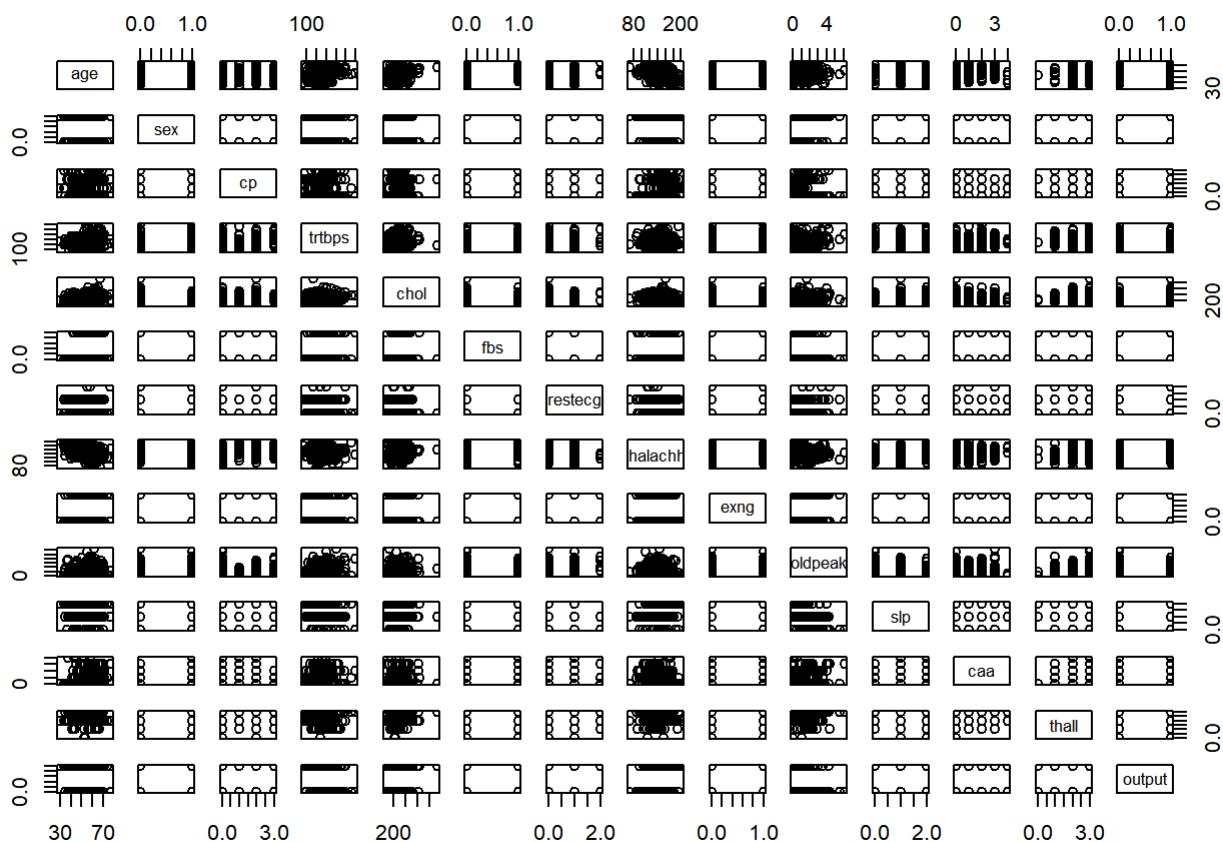 0.0 1.0 100 0.0 1.0 80 200 0 3 0.0 1.0
0 4
age 30
0.0 sex
cp 0.0
100 trtbps
chol 200
0.0 fbs
restecg 0.0
80 halachh
exng 0.0
0 oldpeak
slp 0.0
0 caa
thall 0.0
0.0 output
30 70 0.0 3.0 200 0.0 2.0 0.0 1.0 0.0 2.0 0.0 3.0